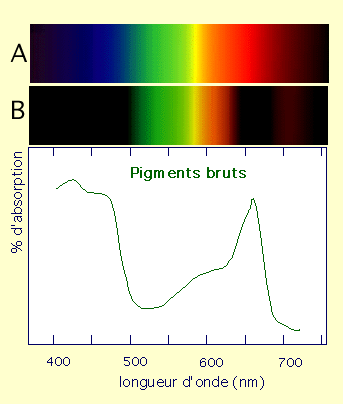 A
B
Pigments bruts
% d'absorption
400 500 600 700
longueur d'onde (nm)